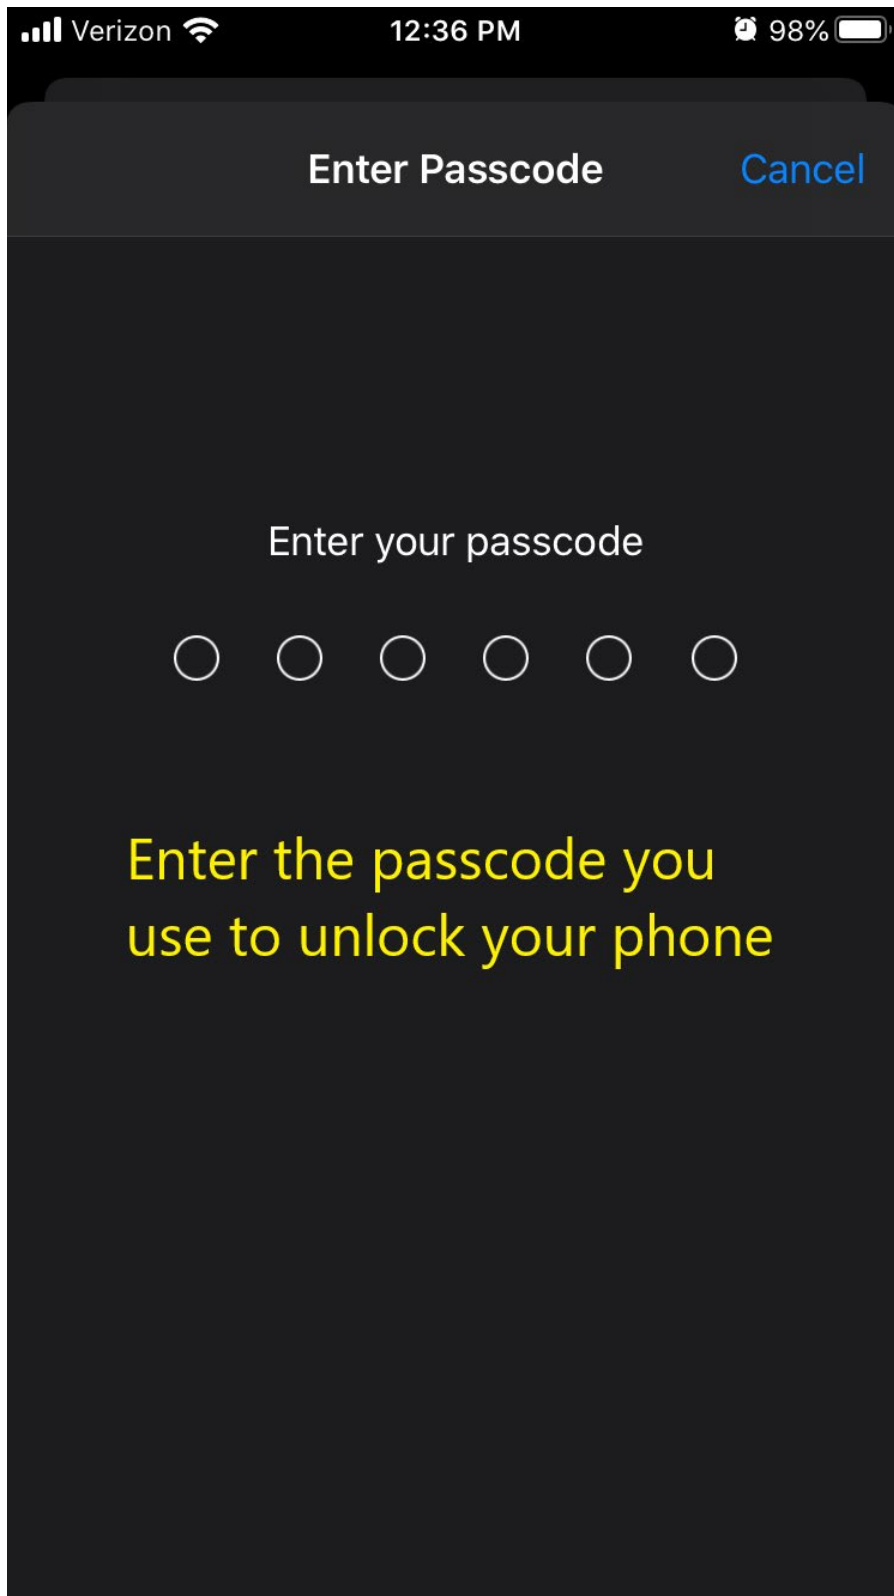 Verizon 12:36 PM 98%
Enter Passcode Cancel
Enter your passcode
Enter the passcode you
use to unlock your phone